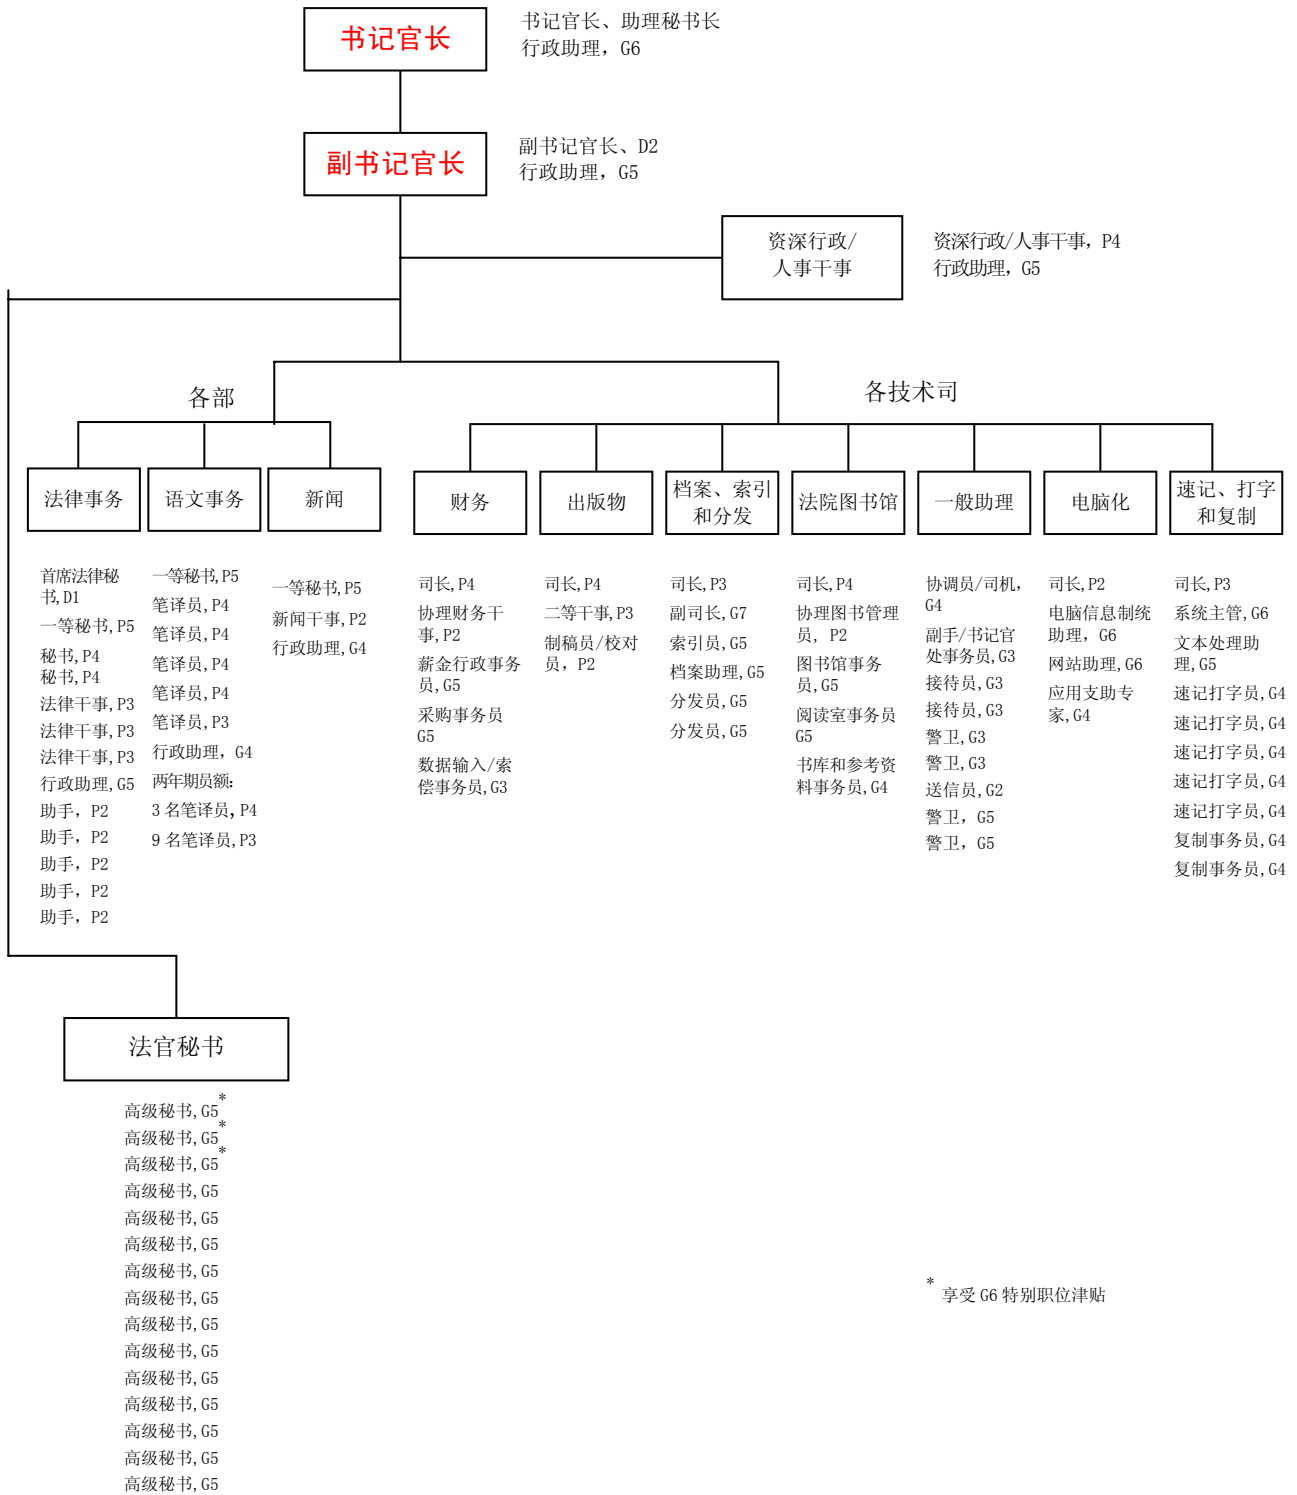 书记官长
书记官长、助理秘书长
行政助理，G6
副书记官长
副书记官长、D2
行政助理，G5
资深行政/
人事干事
资深行政/人事干事，P4
行政助理，G5
各部
各技术司
法律事务
语文事务
新闻
财务
出版物
档案、索引
和分发
法院图书馆
一般助理
电脑化
速记、打字
和复制
首席法律秘
书,D1
一等秘书,P5
秘书,P4
秘书,P4
法律干事,P3
法律干事,P3
法律干事,P3
行政助理,G5
助手，P2
助手，P2
助手，P2
助手，P2
助手，P2
一等秘书,P5
笔译员,P4
笔译员,P4
笔译员,P4
笔译员,P4
笔译员,P3
行政助理，G4
两年期员额:
3 名笔译员,P4
9 名笔译员,P3
一等秘书,P5
新闻干事,P2
行政助理,G4
司长,P4
协理财务干
事,P2
薪金行政事务
员,G5
采购事务员
G5
数据输入/索
偿事务员,G3
司长,P4
二等干事,P3
制稿员/校对
员，P2
司长,P3
副司长,G7
索引员,G5
档案助理,G5
分发员,G5
分发员,G5
司长,P4
协理图书管理
员，P2
图书馆事务
员,G5
阅读室事务员
G5
书库和参考资
料事务员,G4
协调员/司机，
G4
副手/书记官
处事务员,G3
接待员,G3
接待员,G3
警卫,G3
警卫,G3
送信员,G2
警卫，G5
警卫，G5
司长,P2
电脑信息制统
助理，G6
网站助理,G6
应用支助专
家,G4
司长,P3
系统主管,G6
文本处理助
理,G5
速记打字员,G4
速记打字员,G4
速记打字员,G4
速记打字员,G4
速记打字员,G4
复制事务员,G4
复制事务员,G4
法官秘书
高级秘书,G5*
高级秘书,G5*
高级秘书,G5*
高级秘书,G5
高级秘书,G5
高级秘书,G5
高级秘书,G5
高级秘书,G5
高级秘书,G5
高级秘书,G5
高级秘书,G5
高级秘书,G5
高级秘书,G5
高级秘书,G5
高级秘书,G5
* 享受 G6 特别职位津贴